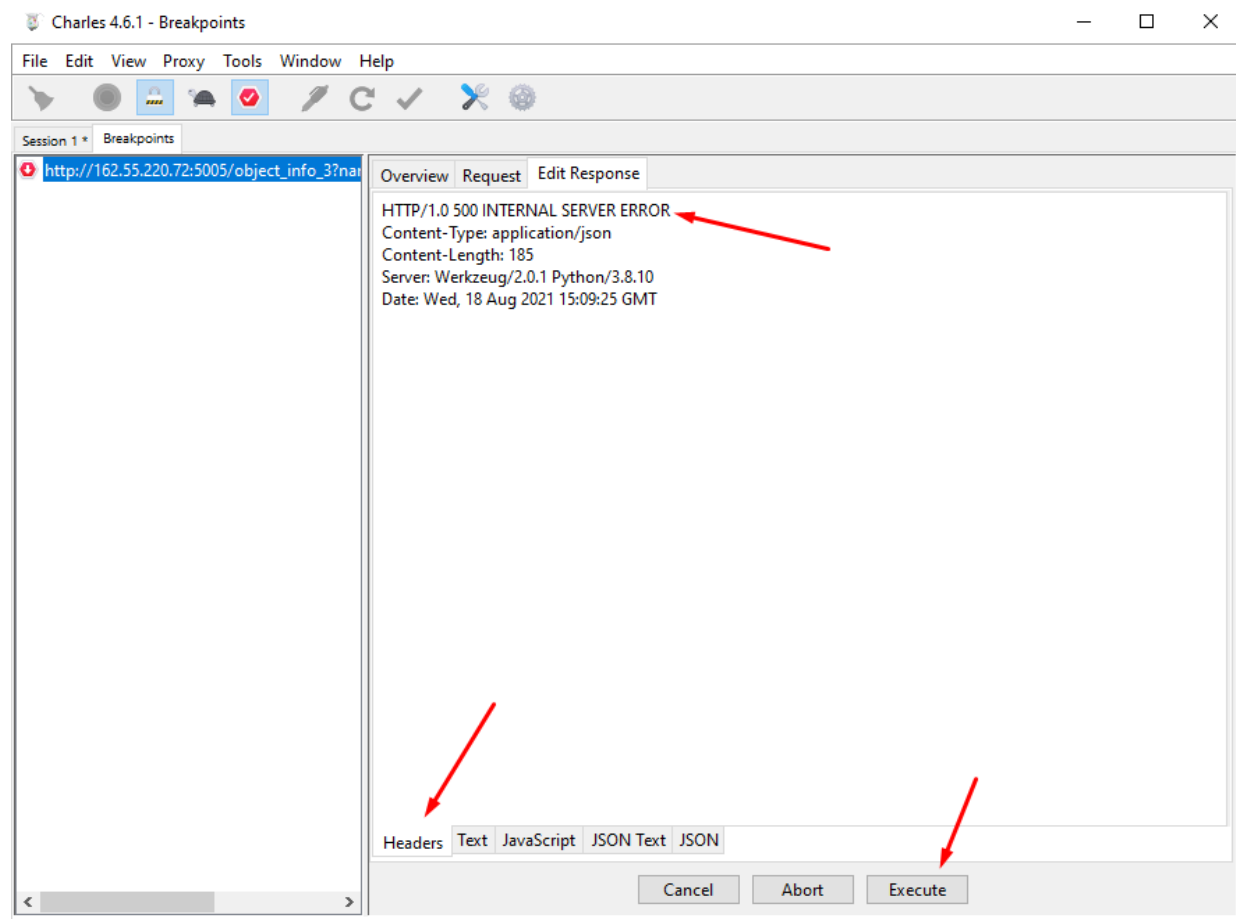 Charles 4.6.1 - Breakpoints
File Edit View Proxy Tools Window Help
Session 1 * Breakpoints
http://162.55.220.72:5005/object_info_3?nar
Overview Request Edit Response
HTTP/1.0 500 INTERNAL SERVER ERROR
Content-Type: application/json
Content-Length: 185
Server: Werkzeug/2.0.1 Python/3.8.10
Date: Wed, 18 Aug 2021 15:09:25 GMT
Headers Text JavaScript JSON Text JSON
Cancel Abort Execute